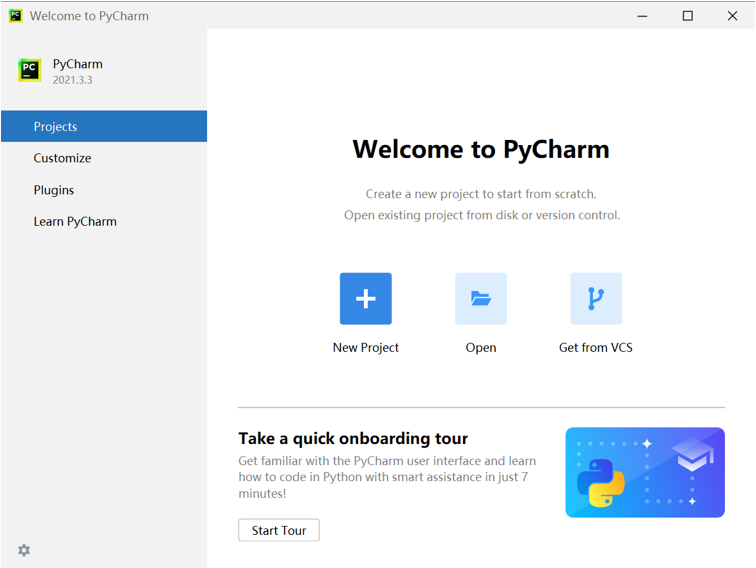 Welcome to PyCharm
PC
PyCharm
2021.3.3
Projects
Customize
Plugins
Learn PyCharm
Welcome to PyCharm
Create a new project to start from scratch.
Open existing project from disk or version control.
New Project
Open
Get from VCS
Take a quick onboarding tour
Get familiar with the PyCharm user interface and learn
how to code in Python with smart assistance in just 7
minutes!
Start Tour